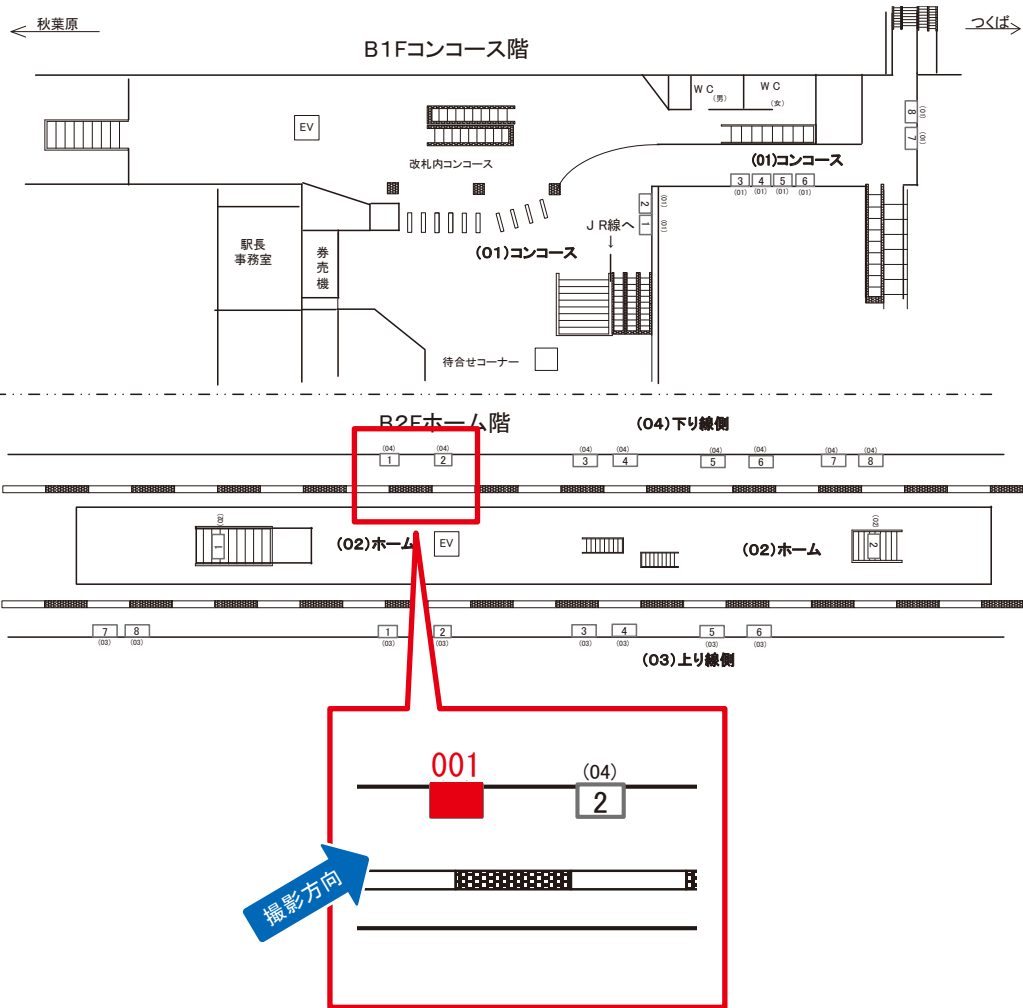 秋葉原
つくば
B1Fコンコース階
WC
(男)
WC
(女)
EV
改札内コンコース
(01)コンコース
8
(01)
7
(01)
3
4
5
6
(01)
(01)
(01)
(01)
2
(01)
1
(01)
JR線へ
(01)コンコース
駅長
事務室
券売機
待合せコーナー
B2Fホーム階
(04)下り線側
(04)
(04)
(04)
(04)
(04)
(04)
(04)
(04)
1
2
3
4
5
6
7
8
(02)
1
(02)ホーム
EV
(02)ホーム
(02)
2
7
8
1
2
3
4
5
6
(03)
(03)
(03)
(03)
(03)
(03)
(03)
(03)
(03)上り線側
001
(04)
2
撮影方向